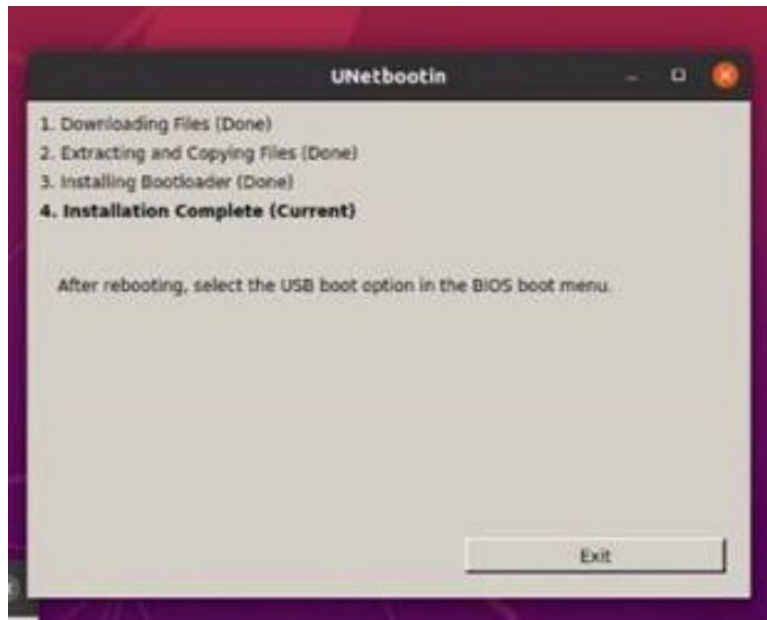 UNetbootin
1. Downloading Files (Done)
2. Extracting and Copying Files (Done)
3. Installing Bootloader (Done)
4. Installation Complete (Current)
After rebooting, select the USB boot option in the BIOS boot menu.
Exit